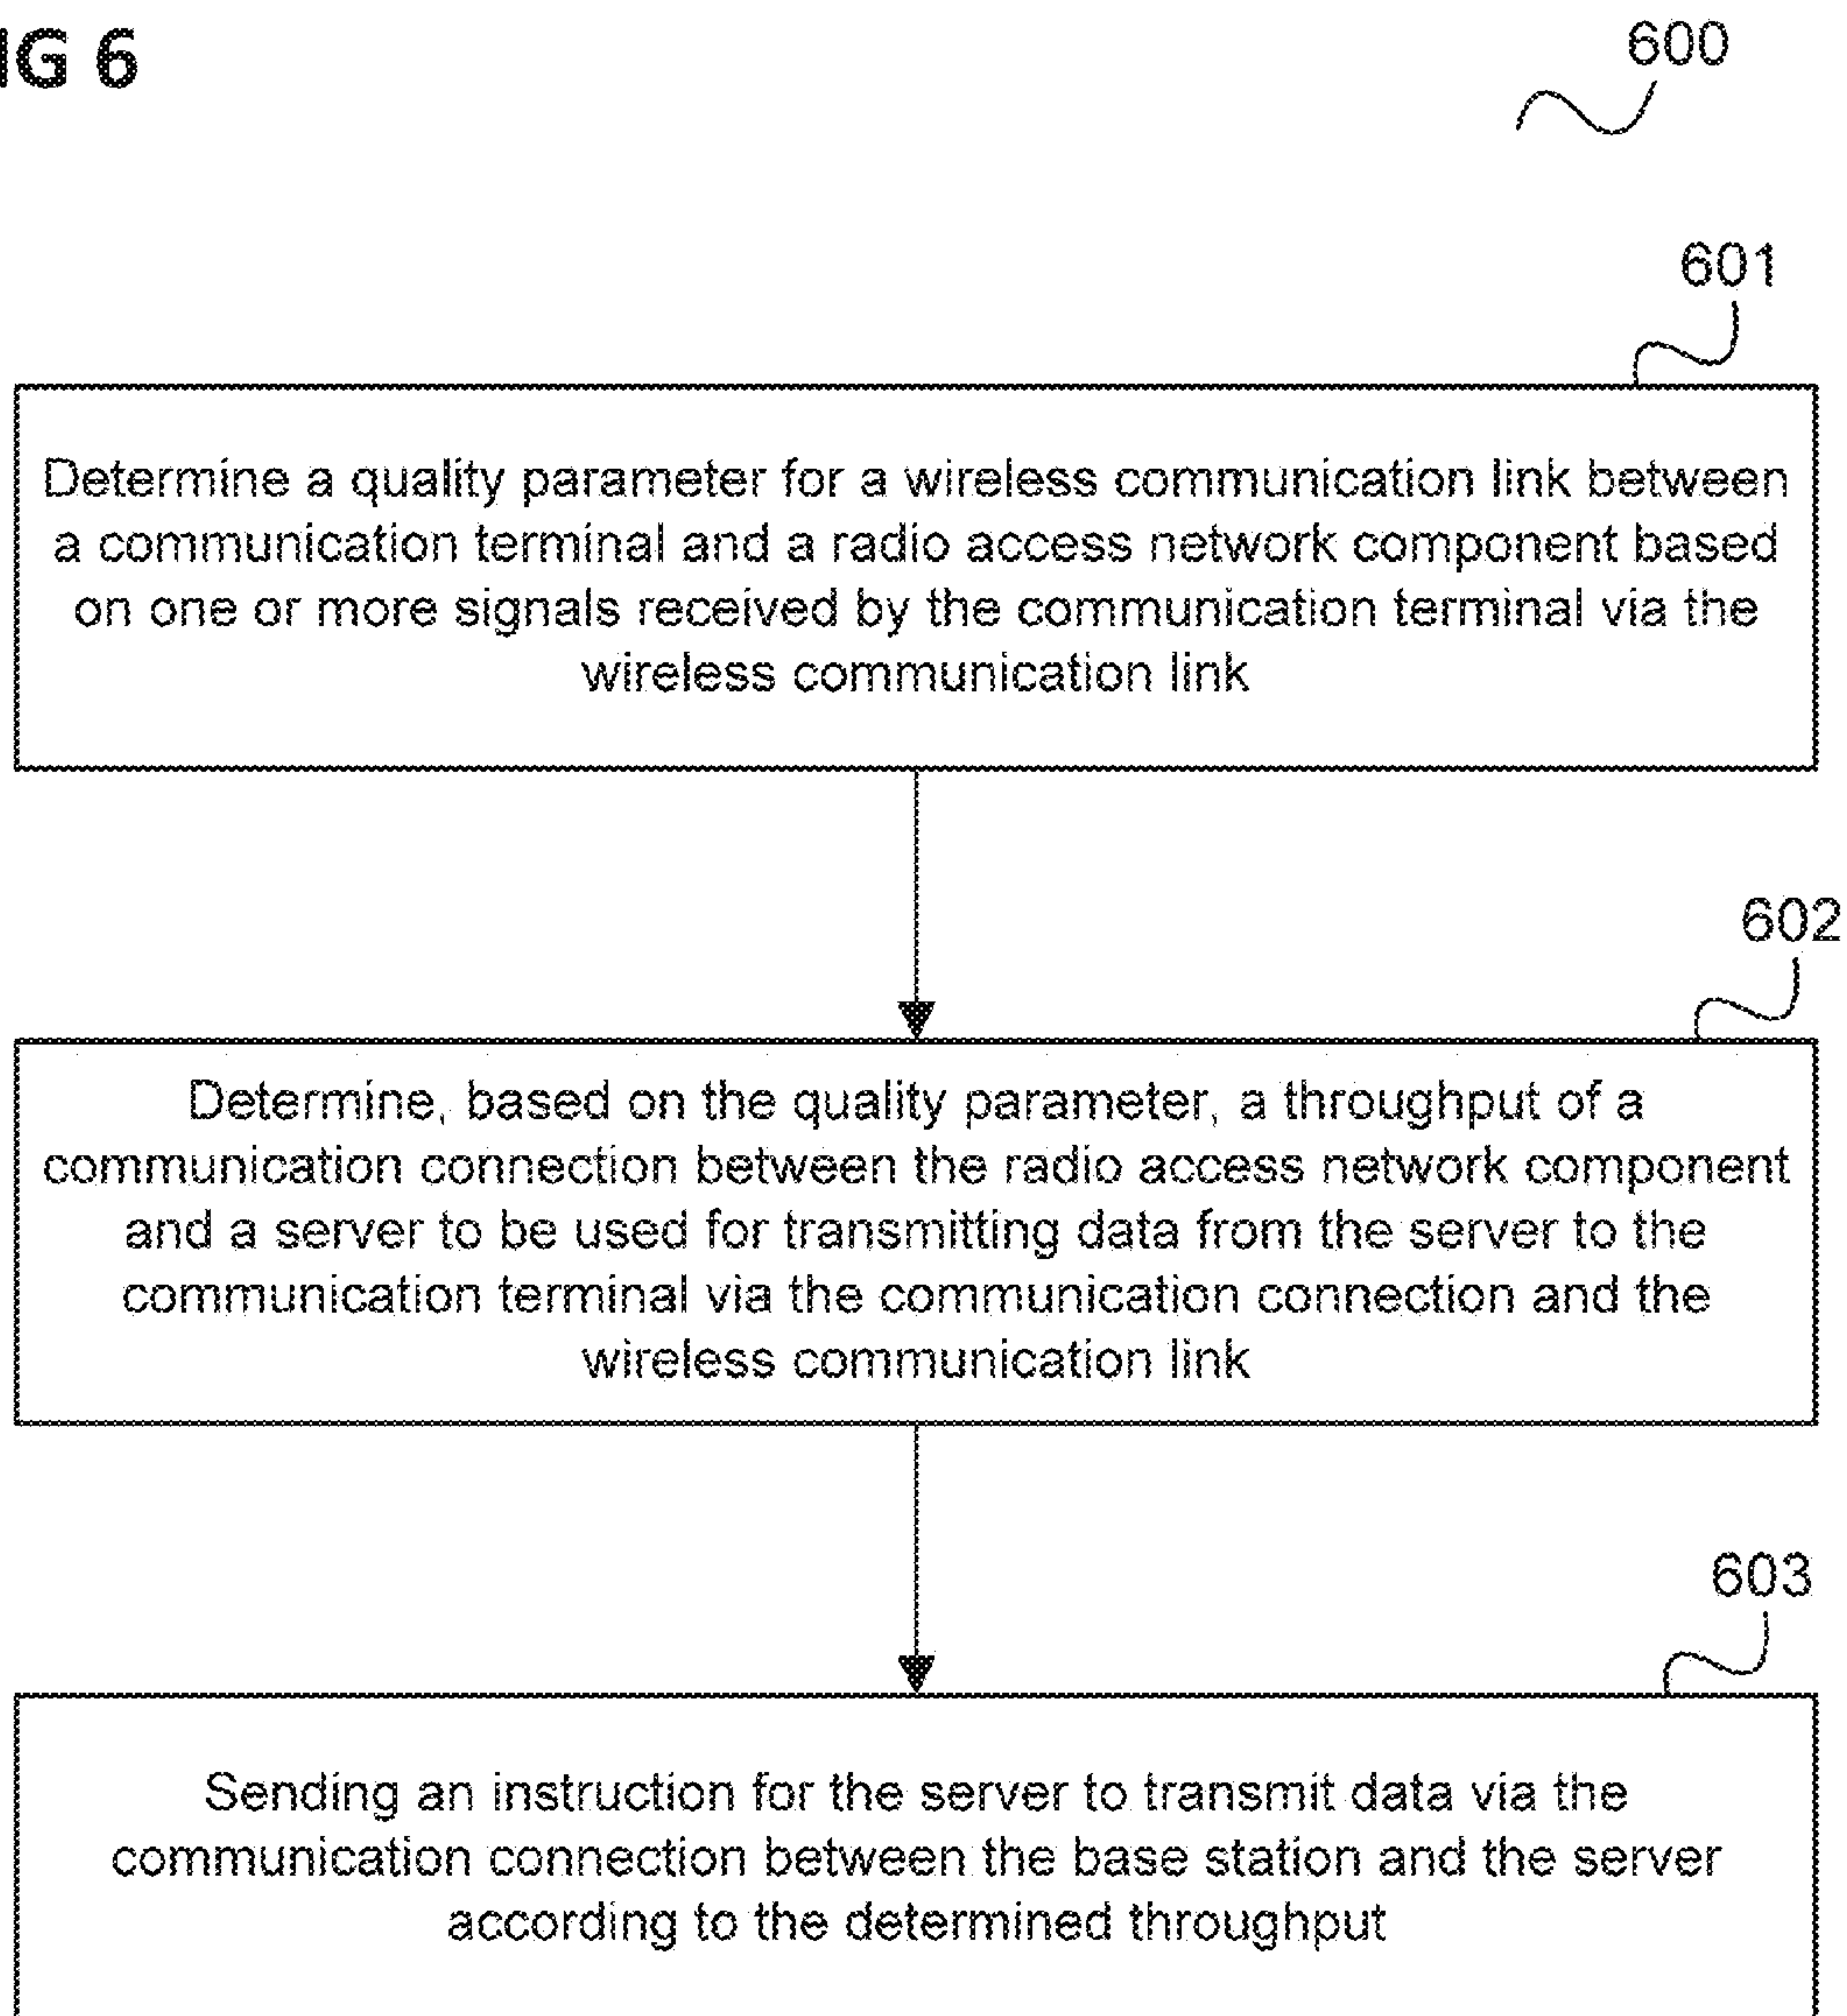 IG 6
600
601
Determine a quality parameter for a wireless communication link between
a communication terminal and a radio access network component based
on one or more signals received by the communication terminal via the
wireless communication link
602
Determine, based on the quality parameter, a throughput of a
communication connection between the radio access network component
and a server to be used for transmitting data from the server to the
communication terminal via the communication connection and the
wireless communication link
603
Sending an instruction for the server to transmit data via the
communication connection between the base station and the server
according to the determined throughput